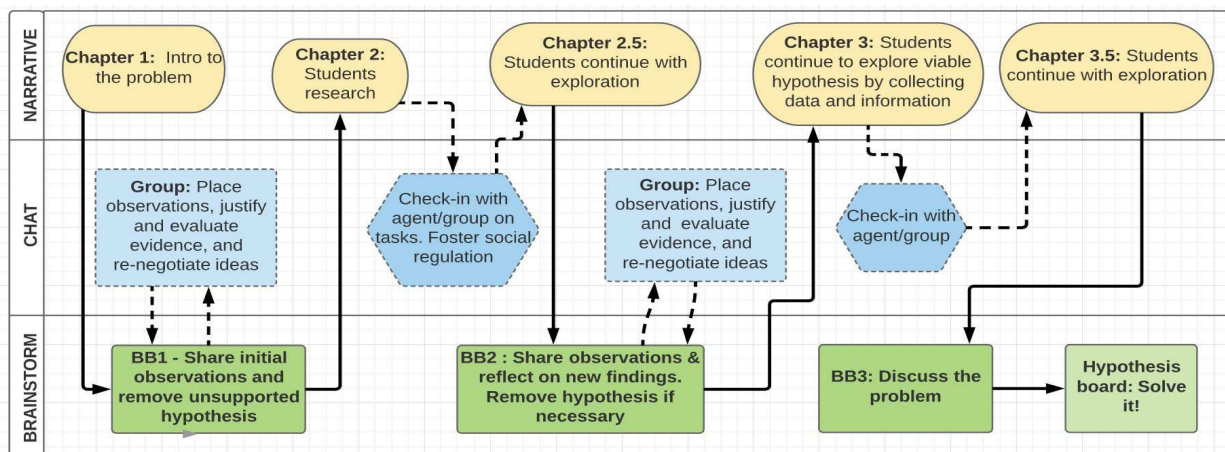 NARRATIVE
Chapter 1: Intro to
the problem
Chapter 2:
Students
research
Chapter 2.5:
Students continue with
exploration
Chapter 3: Students
continue to explore viable
hypothesis by collecting
data and information
Chapter 3.5: Students
continue with exploration
CHAT
Group: Place
observations, justify
and evaluate
evidence, and
re-negotiate ideas
Check-in with
agent/group on
tasks. Foster social
regulation
Group: Place
observations, justify
and evaluate
evidence, and
re-negotiate ideas
Check-in with
agent/group
BRAINSTORM
BB1 - Share initial
observations and
remove unsupported
hypothesis
BB2 : Share observations &
reflect on new findings.
Remove hypothesis if
necessary
BB3: Discuss the
problem
Hypothesis
board: Solve
it!